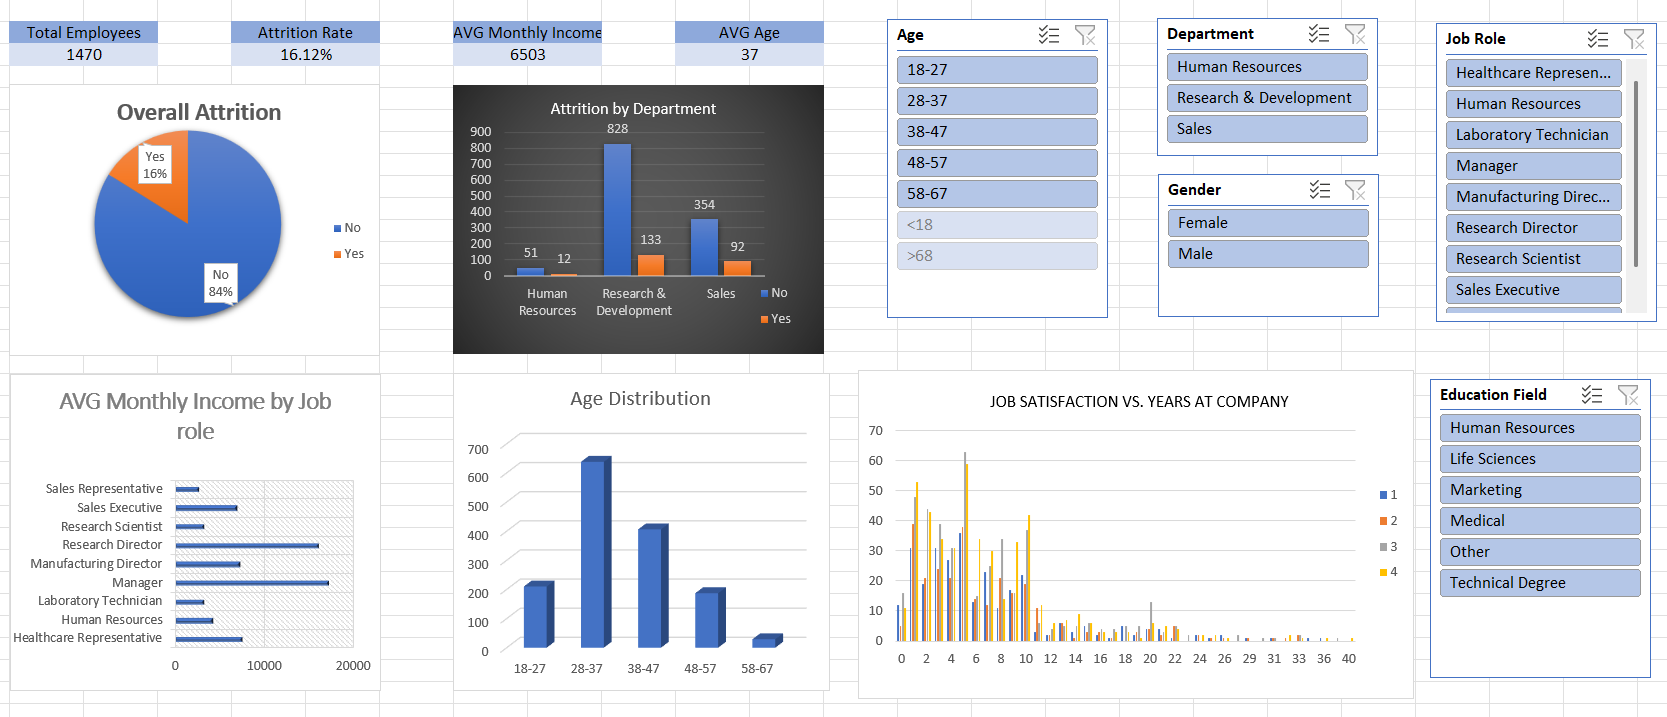 Total Employees
1470
Attrition Rate
16.12%
AVG Monthly Income
6503
AVG Age
37
Overall Attrition
Yes
16%
No
84%
No
Yes
Attrition by Department
900
800
700
600
500
400
300
200
100
0
51
12
828
133
354
92
Human
Resources
Research &
Development
Sales
No
Yes
Age
18-27
28-37
38-47
48-57
58-67
<18
>68
Department
Human Resources
Research & Development
Sales
Gender
Female
Male
Job Role
Healthcare Represen...
Human Resources
Laboratory Technician
Manager
Manufacturing Direc...
Research Director
Research Scientist
Sales Executive
AVG Monthly Income by Job
role
Sales Representative
Sales Executive
Research Scientist
Research Director
Manufacturing Director
Manager
Laboratory Technician
Human Resources
Healthcare Representative
0 10000 20000
Age Distribution
700
600
500
400
300
200
100
0
18-27 28-37 38-47 48-57 58-67
JOB SATISFACTION VS. YEARS AT COMPANY
70
60
50
40
30
20
10
0
0 2 4 6 8 10 12 14 16 18 20 22 24 26 29 31 33 36 40
1
2
3
4
Education Field
Human Resources
Life Sciences
Marketing
Medical
Other
Technical Degree